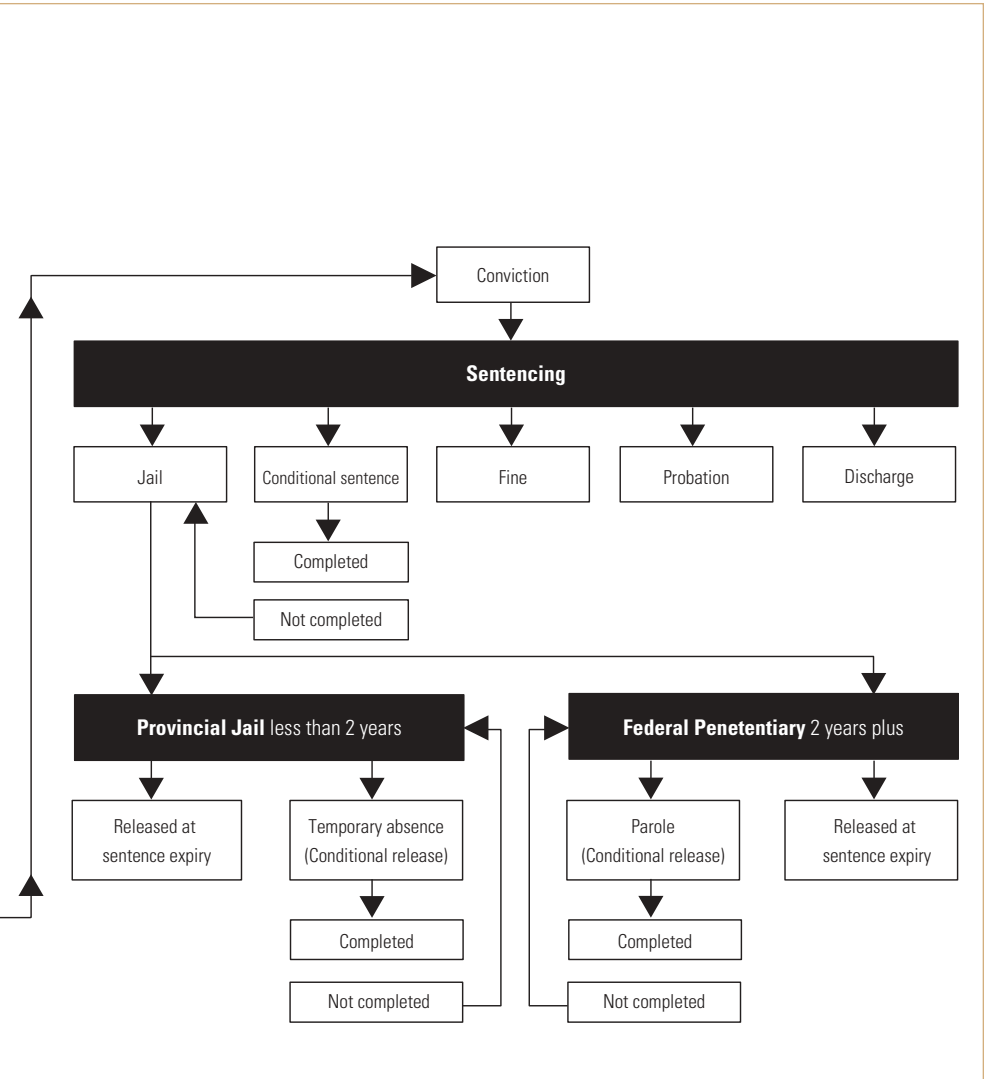 Conviction
Sentencing
Jail
Conditional sentence
Fine
Probation
Discharge
Completed
Not completed
Provincial Jail less than 2 years
Federal Penetentiary 2 years plus
Released at
sentence expiry
Temporary absence
(Conditional release)
Parole
(Conditional release)
Released at
sentence expiry
Completed
Completed
Not completed
Not completed